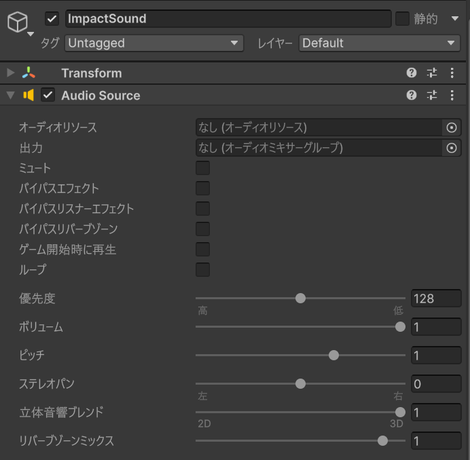 ImpactSound 静的
タグ Untagged レイヤー Default
Transform
Audio Source
オーディオリソース なし (オーディオリソース)
出力 なし (オーディオミキサーグループ)
ミュート
バイパスエフェクト
バイパスリスナーエフェクト
バイパスリバーブゾーン
ゲーム開始時に再生
ループ
優先度 128
高 低
ボリューム 1
ピッチ 1
ステレオパン 0
左 右
立体音響ブレンド 1
2D 3D
リバーブゾーンミックス 1